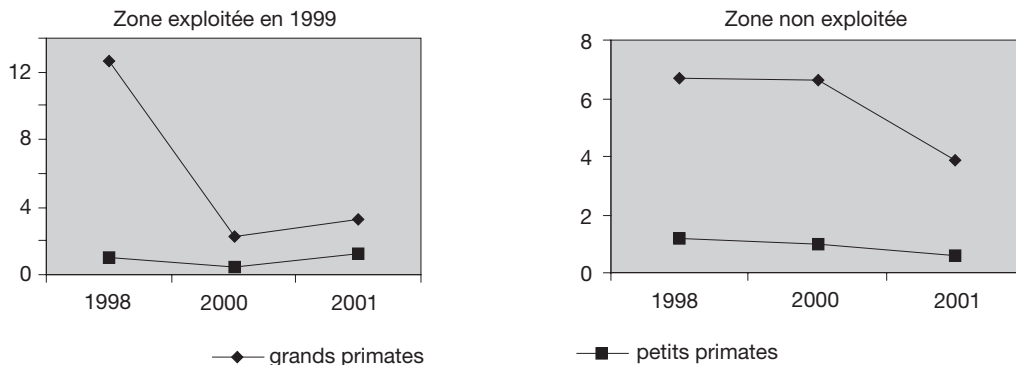 Zone exploitée en 1999
12
8
4
0
1998 2000 2001
Zone non exploitée
8
6
4
2
0
1998 2000 2001
grands primates
petits primates